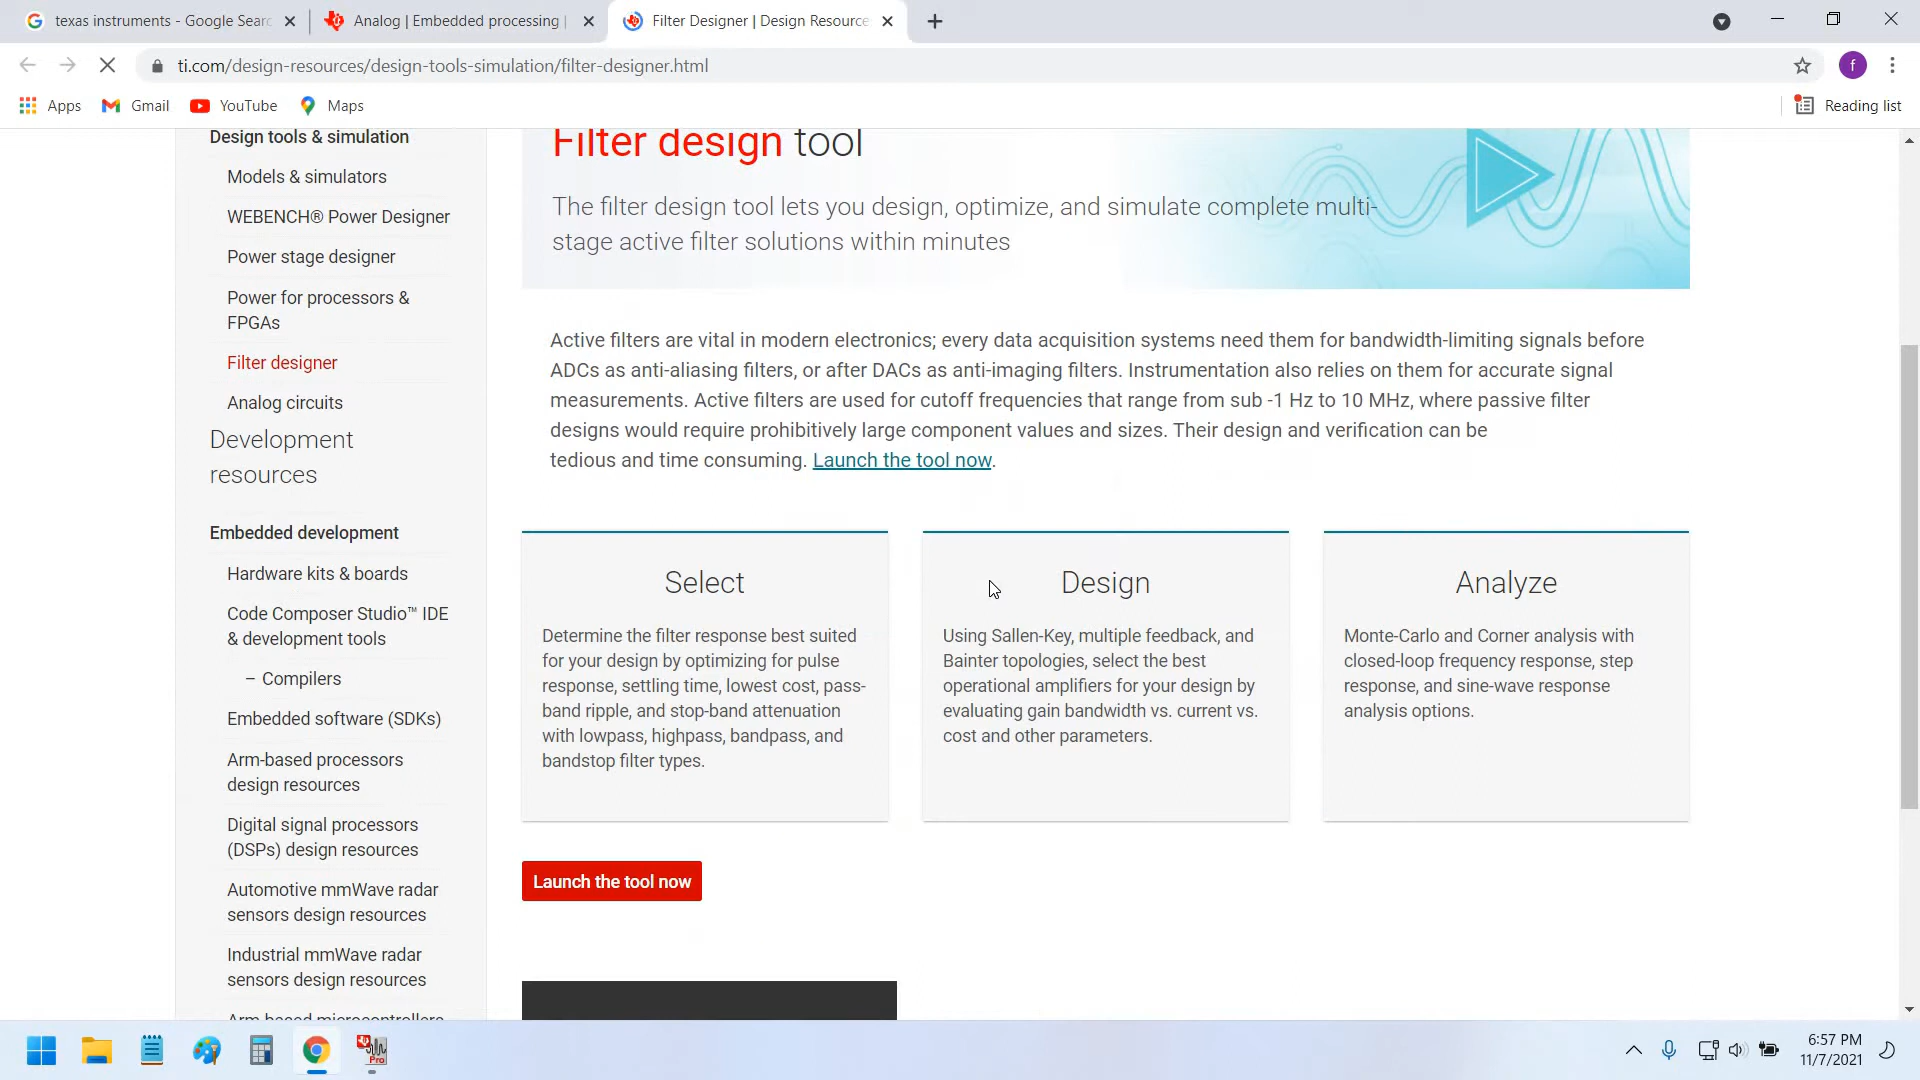 texas instruments - Google Searc
Analog | Embedded processing |
Filter Designer | Design Resource
ti.com/design-resources/design-tools-simulation/filter-designer.html
f
Apps
Gmail
YouTube
Maps
Reading list
Design tools & simulation
Models & simulators
WEBENCH® Power Designer
Power stage designer
Power for processors &
FPGAs
Filter designer
Analog circuits
Development
resources
Embedded development
Hardware kits & boards
Code Composer Studio™ IDE
& development tools
– Compilers
Embedded software (SDKs)
Arm-based processors
design resources
Digital signal processors
(DSPs) design resources
Automotive mmWave radar
sensors design resources
Industrial mmWave radar
sensors design resources
Arm-based microcontrollers
Filter design tool
The filter design tool lets you design, optimize, and simulate complete multi-
stage active filter solutions within minutes
Active filters are vital in modern electronics; every data acquisition systems need them for bandwidth-limiting signals before
ADCs as anti-aliasing filters, or after DACs as anti-imaging filters. Instrumentation also relies on them for accurate signal
measurements. Active filters are used for cutoff frequencies that range from sub -1 Hz to 10 MHz, where passive filter
designs would require prohibitively large component values and sizes. Their design and verification can be
tedious and time consuming. Launch the tool now.
Select
Determine the filter response best suited
for your design by optimizing for pulse
response, settling time, lowest cost, pass-
band ripple, and stop-band attenuation
with lowpass, highpass, bandpass, and
bandstop filter types.
Design
Using Sallen-Key, multiple feedback, and
Bainter topologies, select the best
operational amplifiers for your design by
evaluating gain bandwidth vs. current vs.
cost and other parameters.
Analyze
Monte-Carlo and Corner analysis with
closed-loop frequency response, step
response, and sine-wave response
analysis options.
Launch the tool now
Pro
6:57 PM
11/7/2021